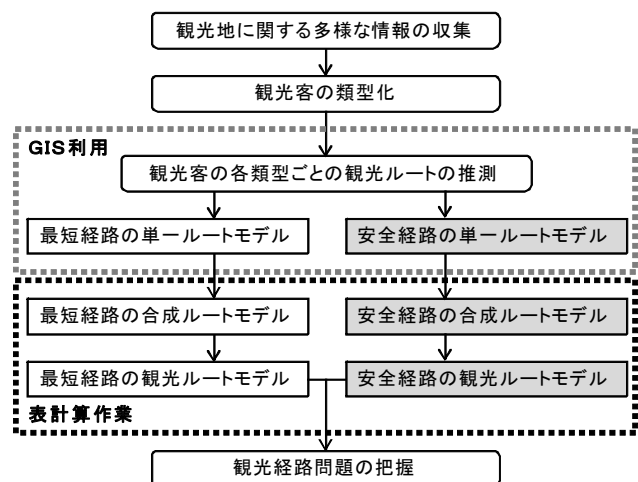 観光地に関する多様な情報の収集
観光客の類型化
GIS利用
観光客の各類型ごとの観光ルートの推測
最短経路の単一ルートモデル
安全経路の単一ルートモデル
最短経路の合成ルートモデル
安全経路の合成ルートモデル
最短経路の観光ルートモデル
安全経路の観光ルートモデル
表計算作業
観光経路問題の把握